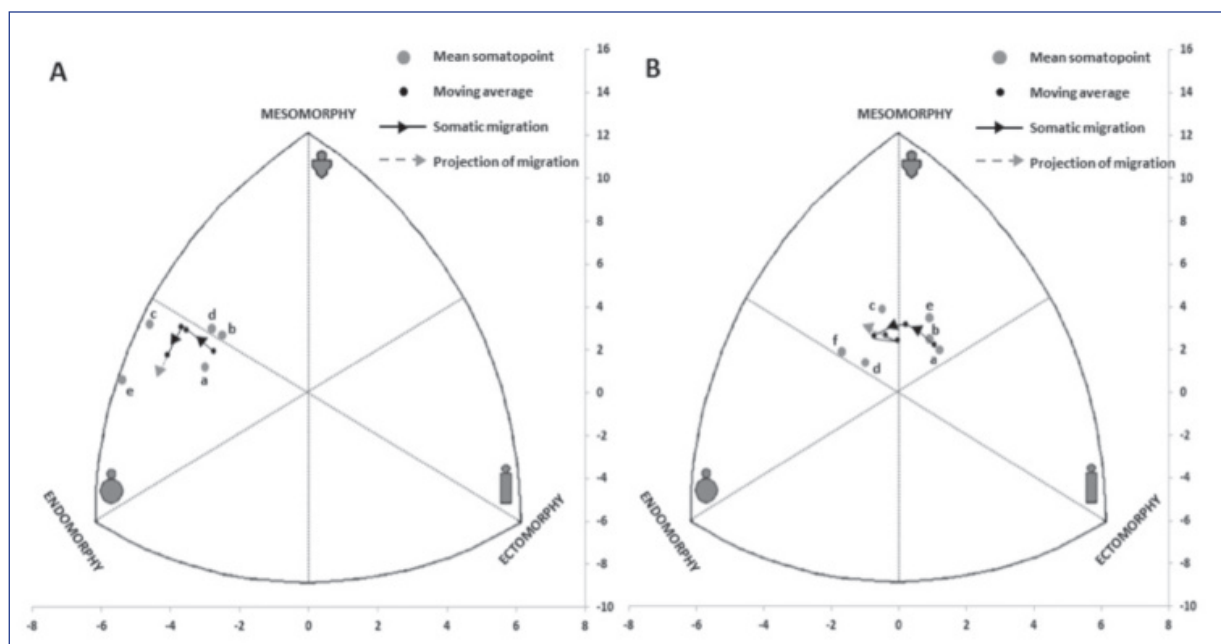 A
Mean somatopoint
Moving average
Somatic migration
Projection of migration
MESOMORPHY
ENDOMORPHY
ECTOMORPHY
c
d
b
a
e
16
14
12
10
8
6
4
2
0
-2
-4
-6
-8
-10
-8
-6
-4
-2
0
2
4
6
8
B
Mean somatopoint
Moving average
Somatic migration
Projection of migration
MESOMORPHY
ENDOMORPHY
ECTOMORPHY
c
e
b
a
f
d
16
14
12
10
8
6
4
2
0
-2
-4
-6
-8
-10
-8
-6
-4
-2
0
2
4
6
8